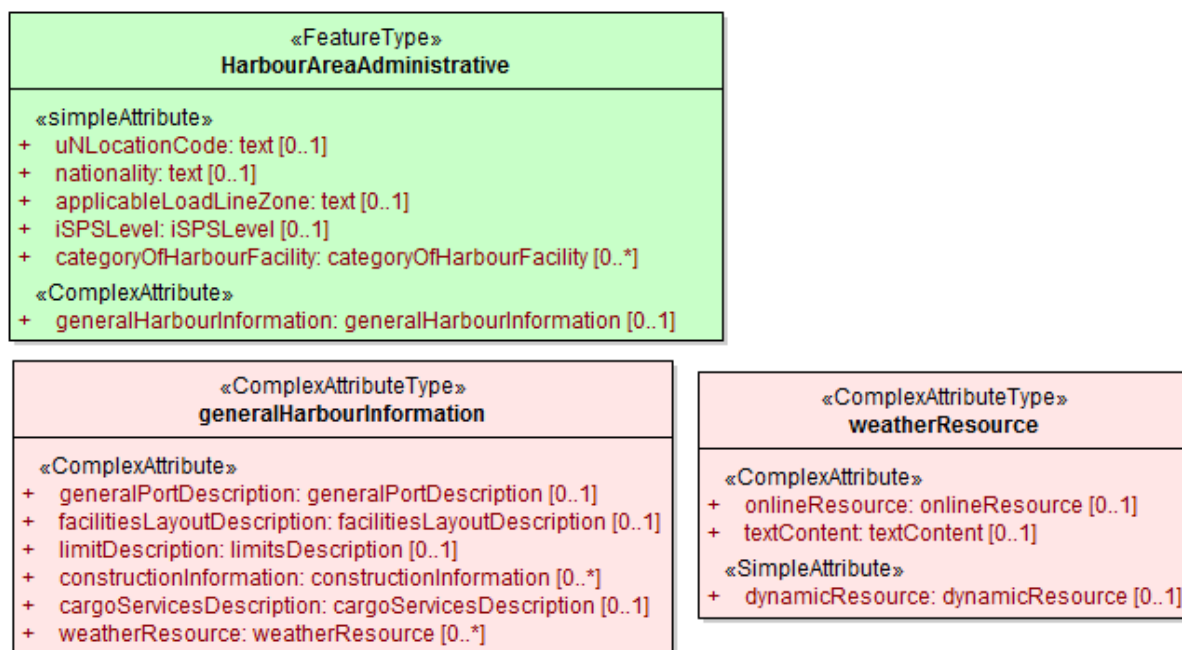 «FeatureType»
HarbourAreaAdministrative
«simpleAttribute»
+ uNLocationCode: text [0..1]
+ nationality: text [0..1]
+ applicableLoadLineZone: text [0..1]
+ iSPSLevel: iSPSLevel [0..1]
+ categoryOfHarbourFacility: categoryOfHarbourFacility [0..*]
«ComplexAttribute»
+ generalHarbourInformation: generalHarbourInformation [0..1]
«ComplexAttributeType»
generalHarbourInformation
«ComplexAttribute»
+ generalPortDescription: generalPortDescription [0..1]
+ facilitiesLayoutDescription: facilitiesLayoutDescription [0..1]
+ limitDescription: limitsDescription [0..1]
+ constructionInformation: constructionInformation [0..*]
+ cargoServicesDescription: cargoServicesDescription [0..1]
+ weatherResource: weatherResource [0..*]
«ComplexAttributeType»
weatherResource
«ComplexAttribute»
+ onlineResource: onlineResource [0..1]
+ textContent: textContent [0..1]
«SimpleAttribute»
+ dynamicResource: dynamicResource [0..1]